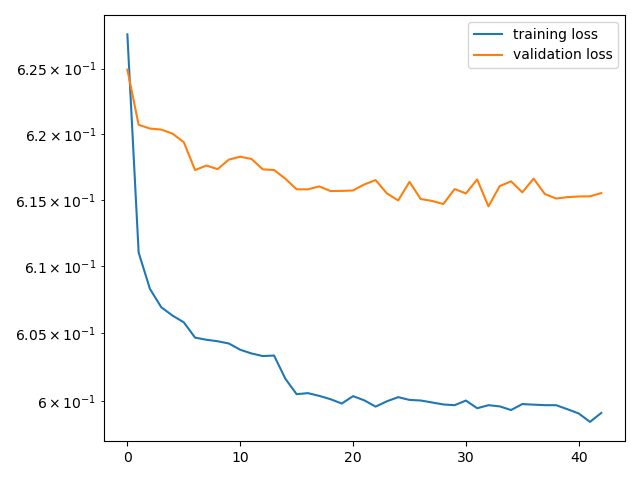 training loss
validation loss
6.25 × 10⁻¹
6.2 × 10⁻¹
6.15 × 10⁻¹
6.1 × 10⁻¹
6.05 × 10⁻¹
6 × 10⁻¹
0 10 20 30 40